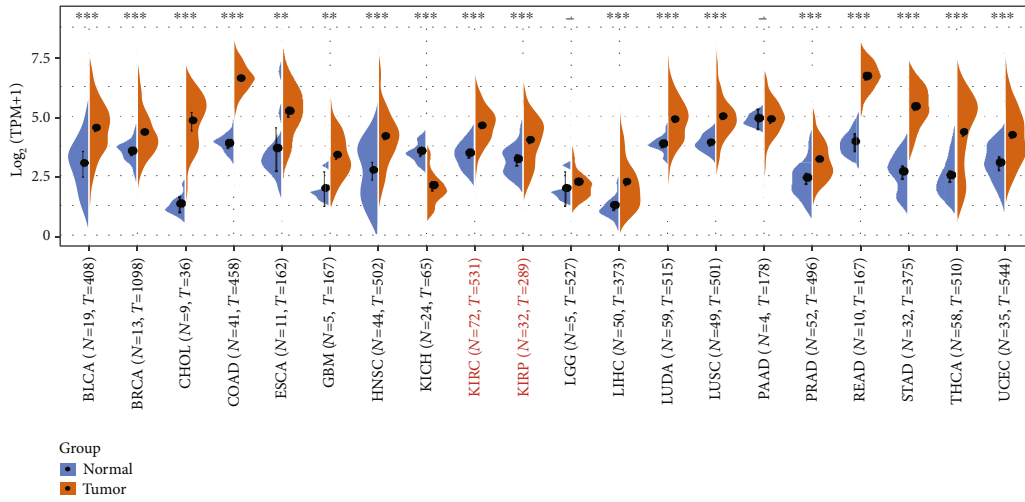 *** *** *** *** ** ** *** *** *** *** - *** *** *** - *** *** *** *** ***
Log2 (TPM+1)
7.5
5.0
2.5
0
BLCA ( N=19, T=408)
BRCA ( N=13, T=1098)
CHOL ( N=9, T=36)
COAD ( N=41, T=458)
ESCA ( N=11, T=162)
GBM ( N=5, T=167)
HNSC ( N=44, T=502)
KICH ( N=24, T=65)
KIRC (N=72, T=531)
KIRP ( N=32, T=289)
LGG ( N=5, T=527)
LIHC ( N=50, T=373)
LUDA ( N=59, T=515)
LUSC ( N=49, T=501)
PAAD ( N=4, T=178)
PRAD ( N=52, T=496)
READ ( N=10, T=167)
STAD ( N=32, T=375)
THCA ( N=58, T=510)
UCEC ( N=35, T=544)
Group
Normal
Tumor